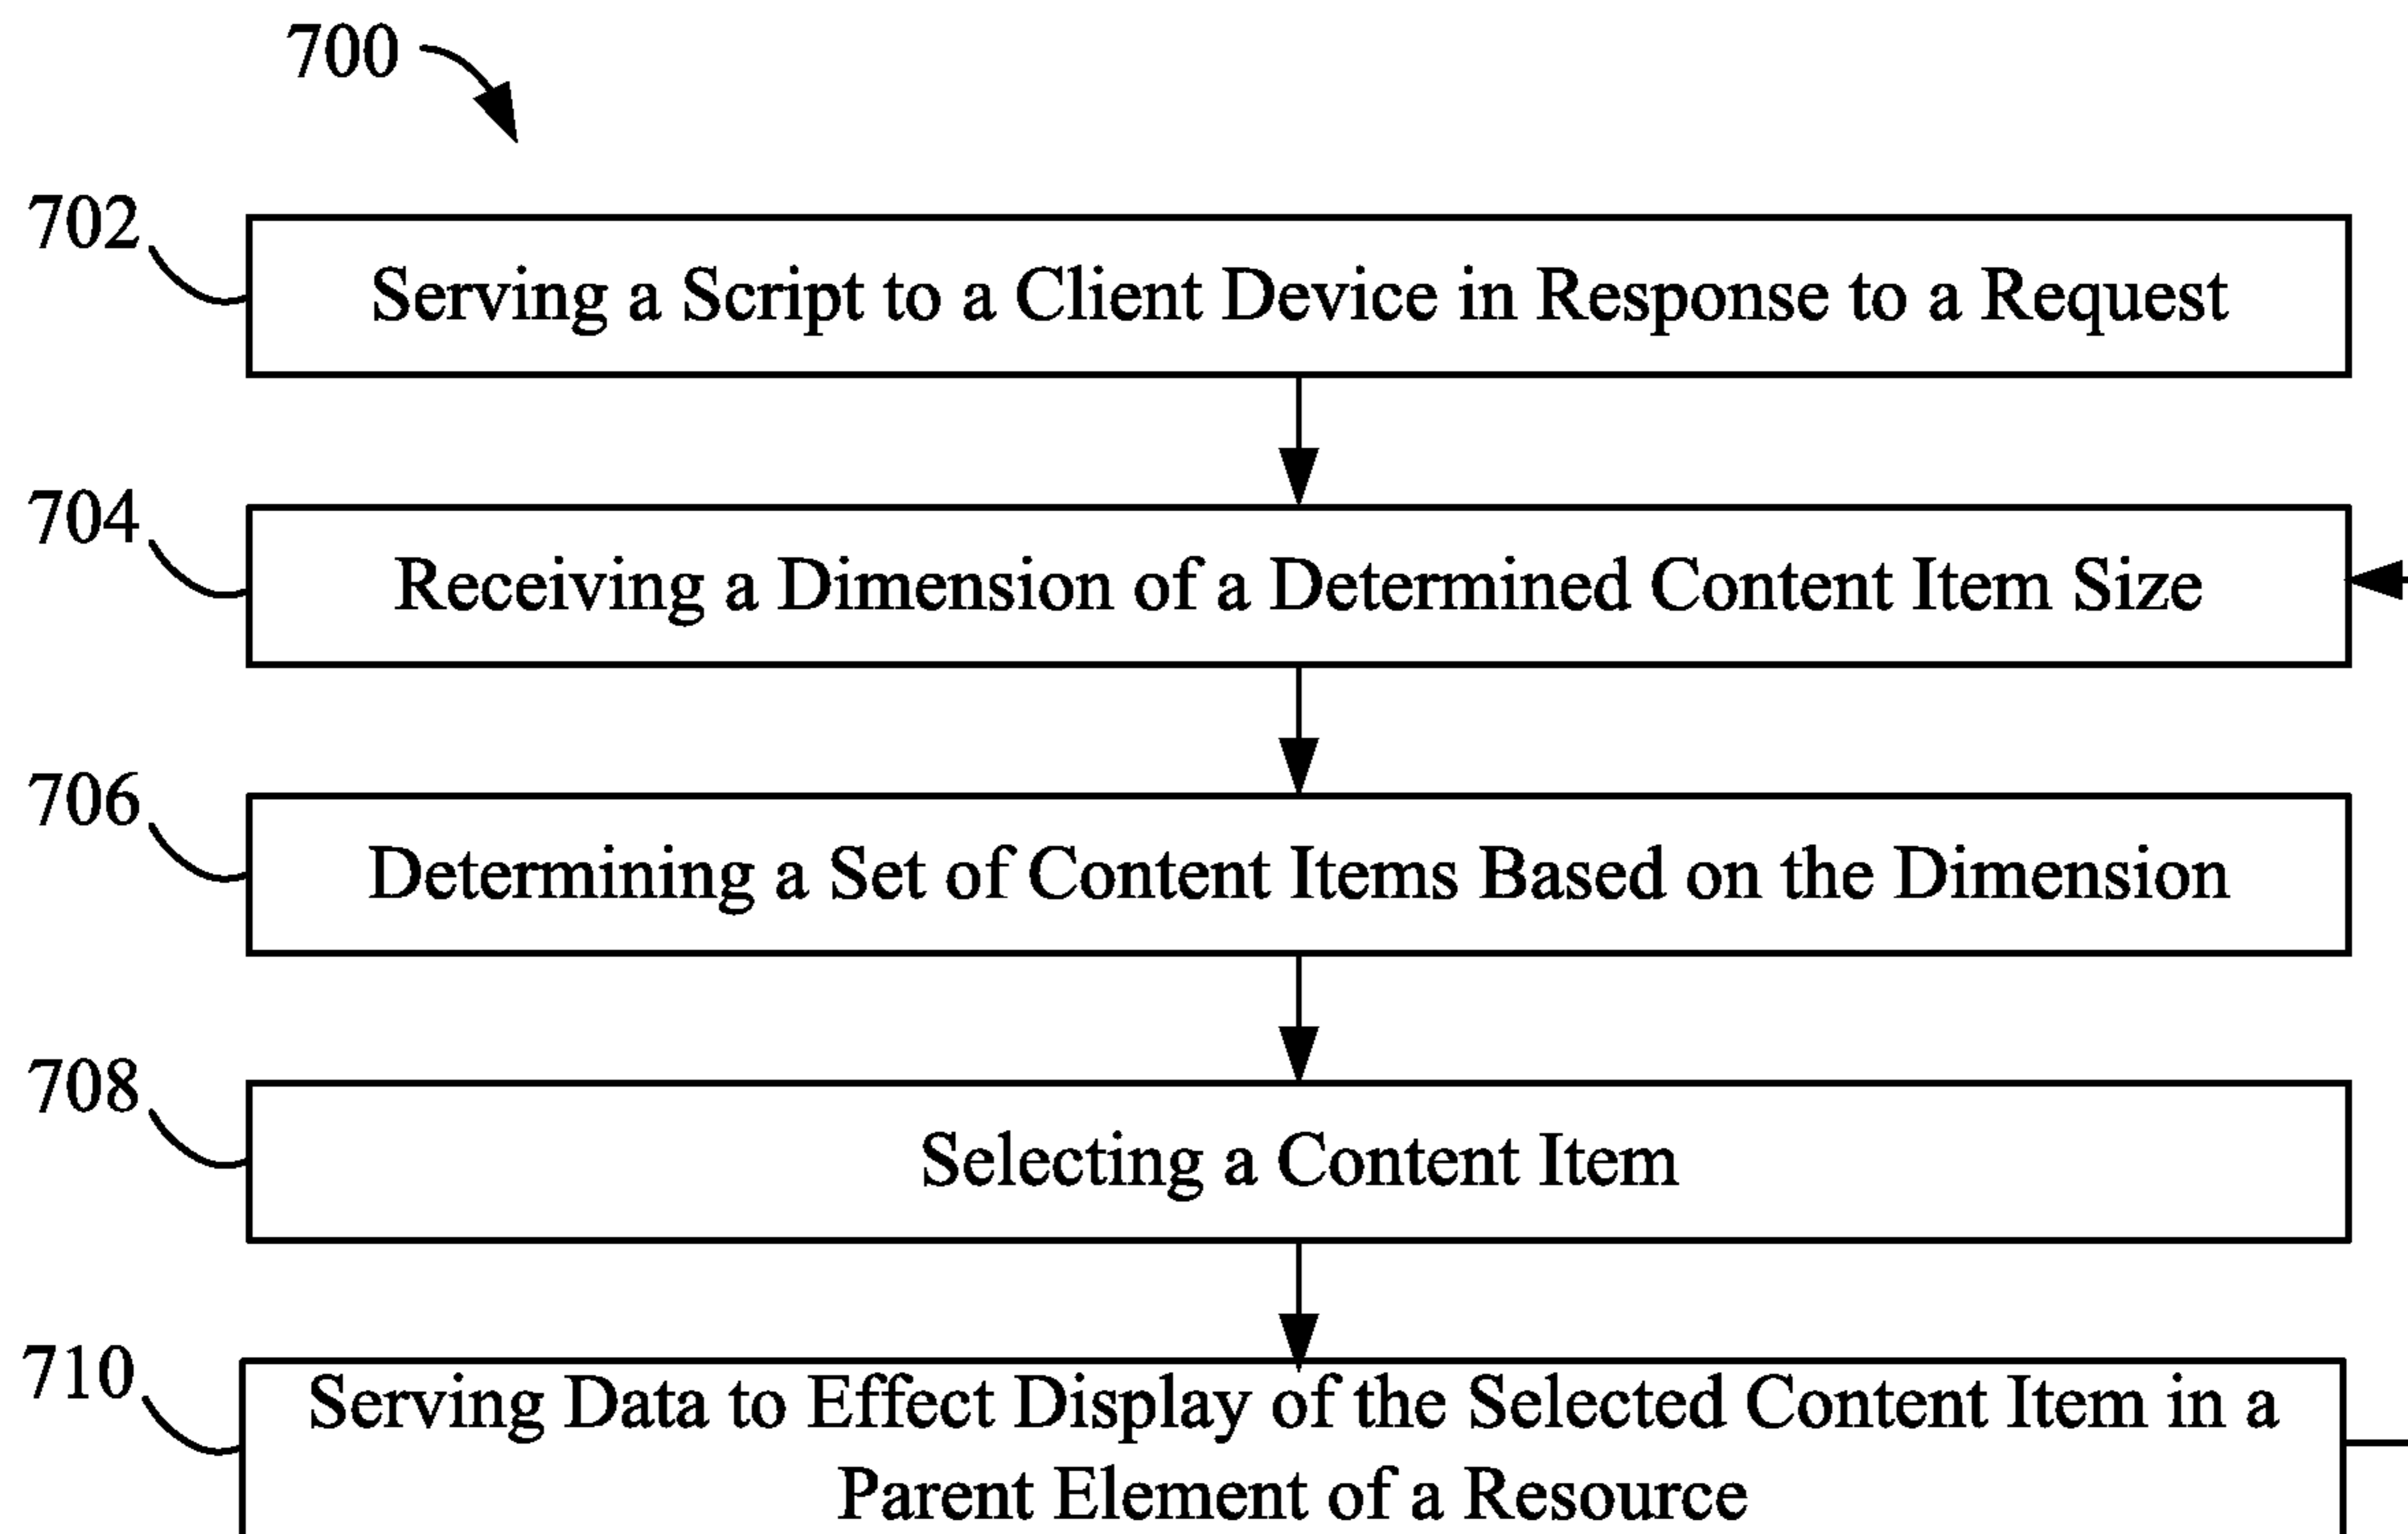 700
702
Serving a Script to a Client Device in Response to a Request
704
Receiving a Dimension of a Determined Content Item Size
706
Determining a Set of Content Items Based on the Dimension
708
Selecting a Content Item
710
Serving Data to Effect Display of the Selected Content Item in a
Parent Element of a Resource